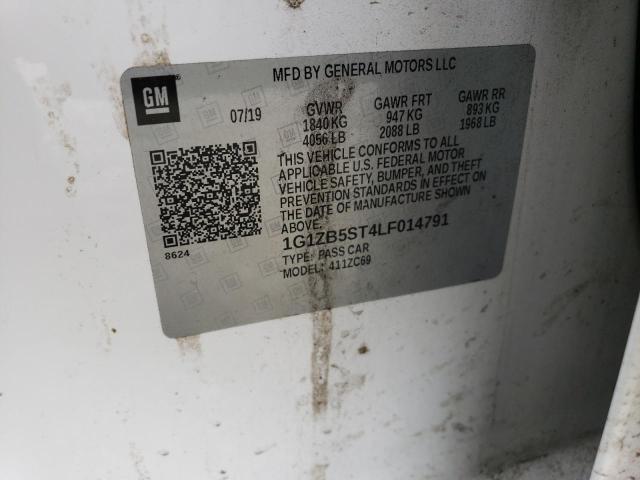 MFD BY GENERAL MOTORS LLC
GM
07/19 GVWR GAWR FRT GAWR RR
1840 KG 947 KG 893 KG
4056 LB 2088 LB 1968 LB
THIS VEHICLE CONFORMS TO ALL
APPLICABLE U.S. FEDERAL MOTOR
VEHICLE SAFETY, BUMPER, AND THEFT
PREVENTION STANDARDS IN EFFECT ON
THE DATE OF MANUFACTURE SHOWN
ABOVE.
1G1ZB5ST4LF014791
8624
TYPE: PASS CAR
MODEL: 411ZC69